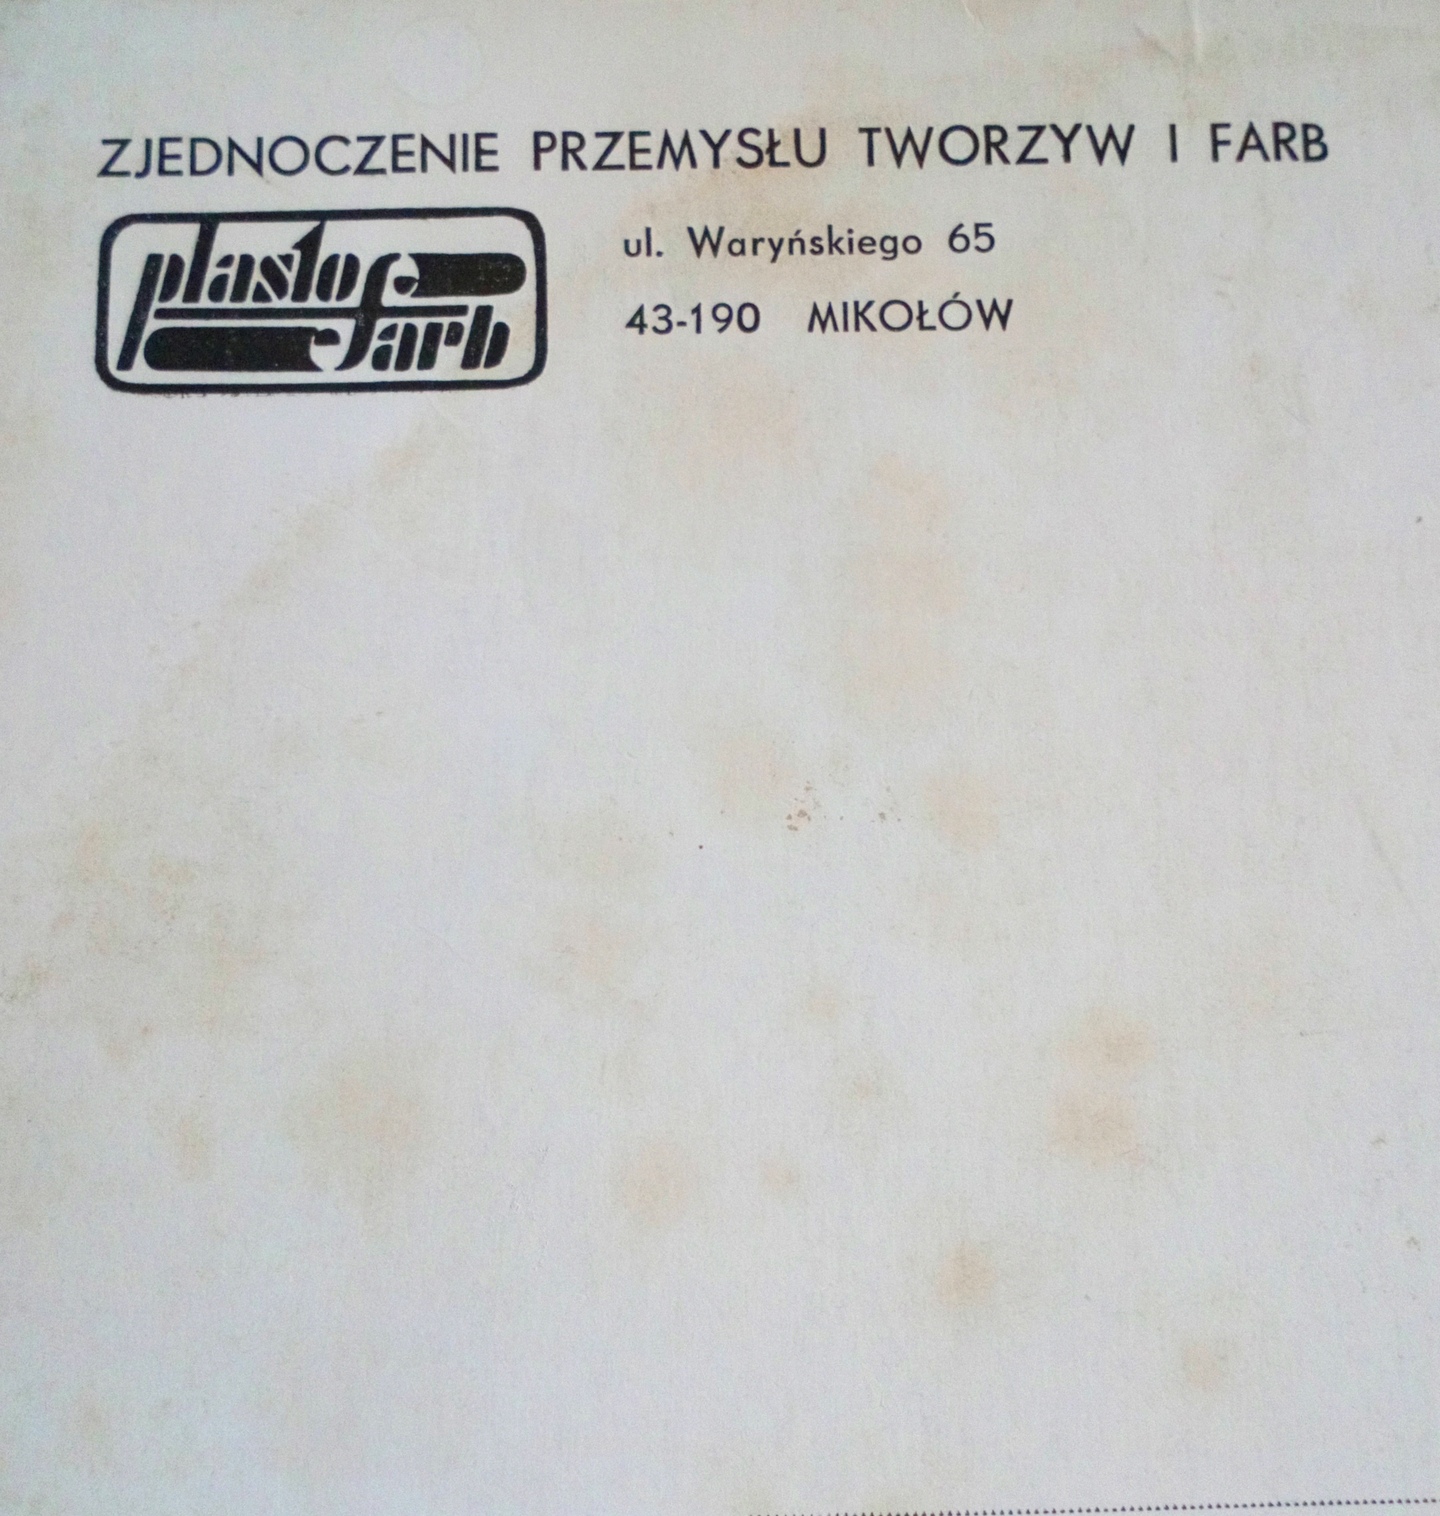 ZJEDNOCZENIE PRZEMYSŁU TWORZYW I FARB
plasto farb
ul. Waryńskiego 65
43-190 MIKOŁÓW